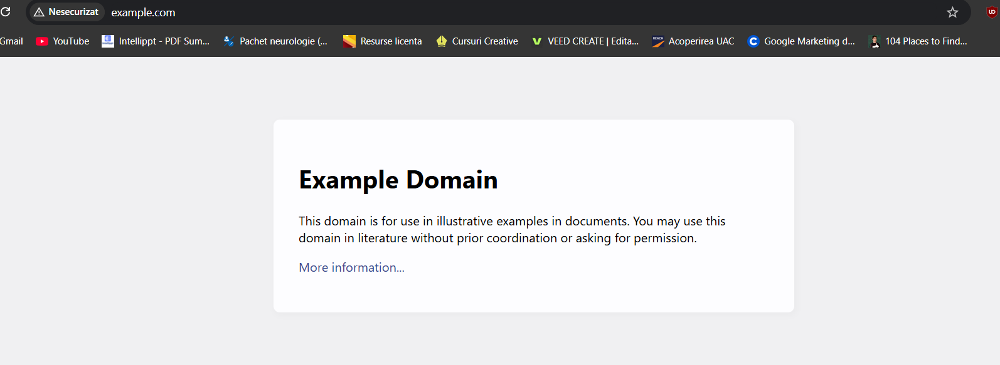 Nesecurizat example.com
Gmail YouTube Intellippt - PDF Sum... Pachet neurologie (... Resurse licenta Cursuri Creative VEED CREATE | Edita... REACH Acoperirea UAC Google Marketing d... 104 Places to Find...
Example Domain
This domain is for use in illustrative examples in documents. You may use this
domain in literature without prior coordination or asking for permission.
More information...